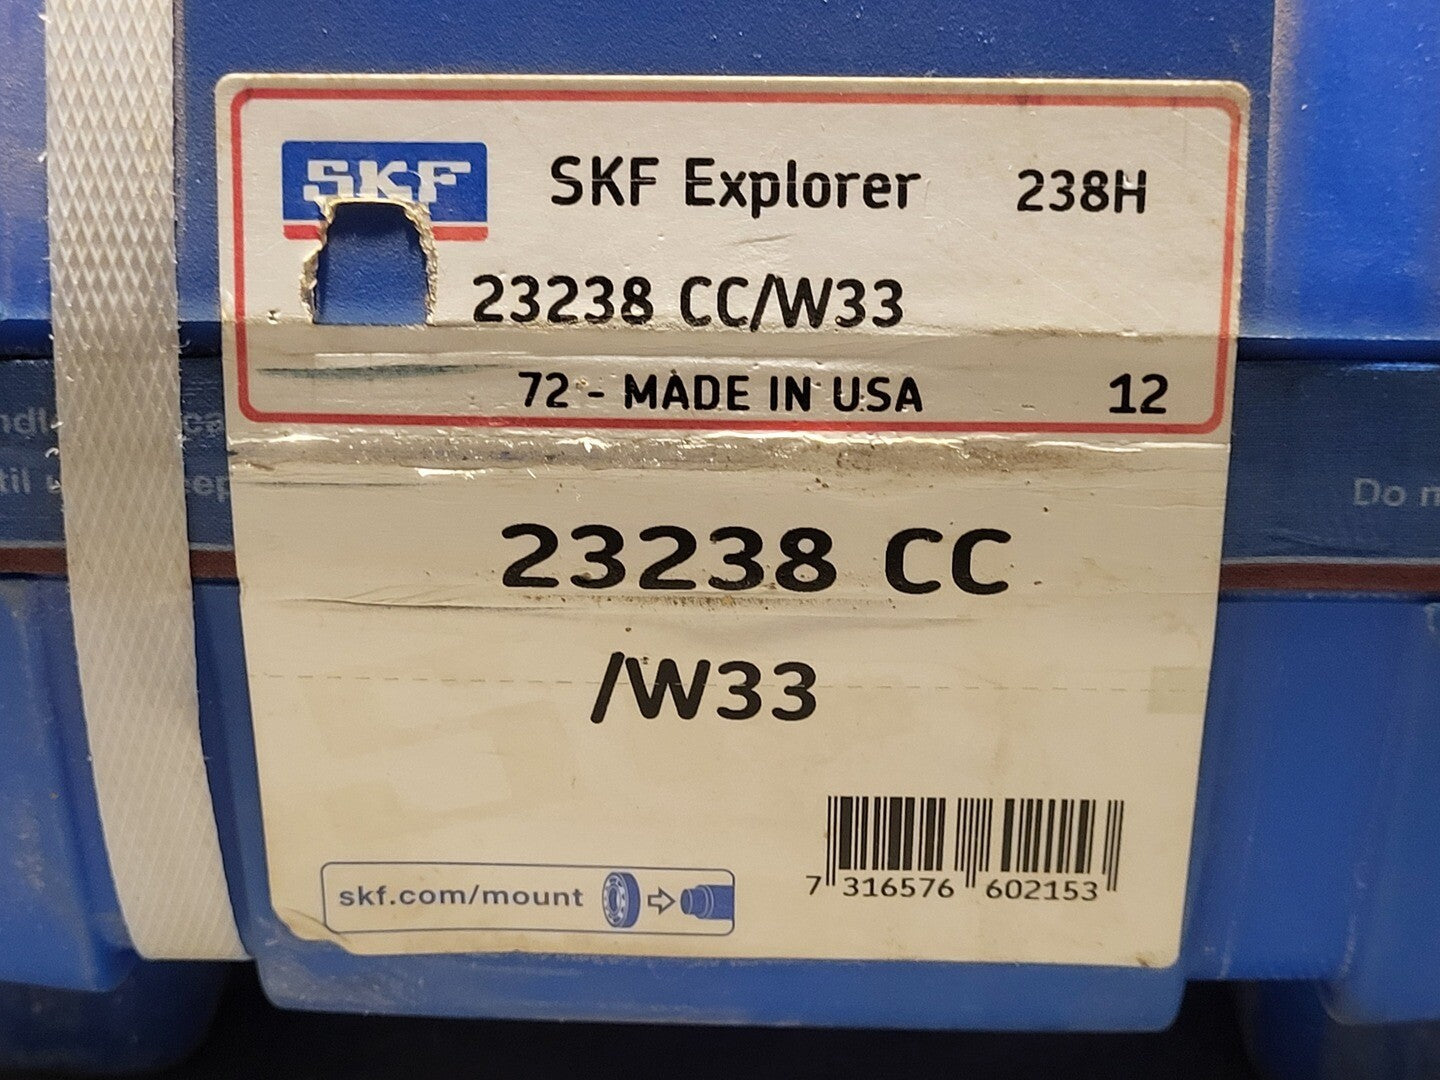 SKF
SKF Explorer 238H
23238 CC/W33
72 - MADE IN USA 12
Do
23238 CC
/W33
skf.com/mount
7 316576 602153